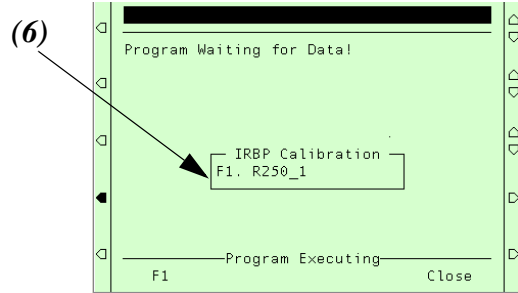 (6)
Program Waiting for Data!
IRBP Calibration
F1. R250_1
Program Executing
F1 Close